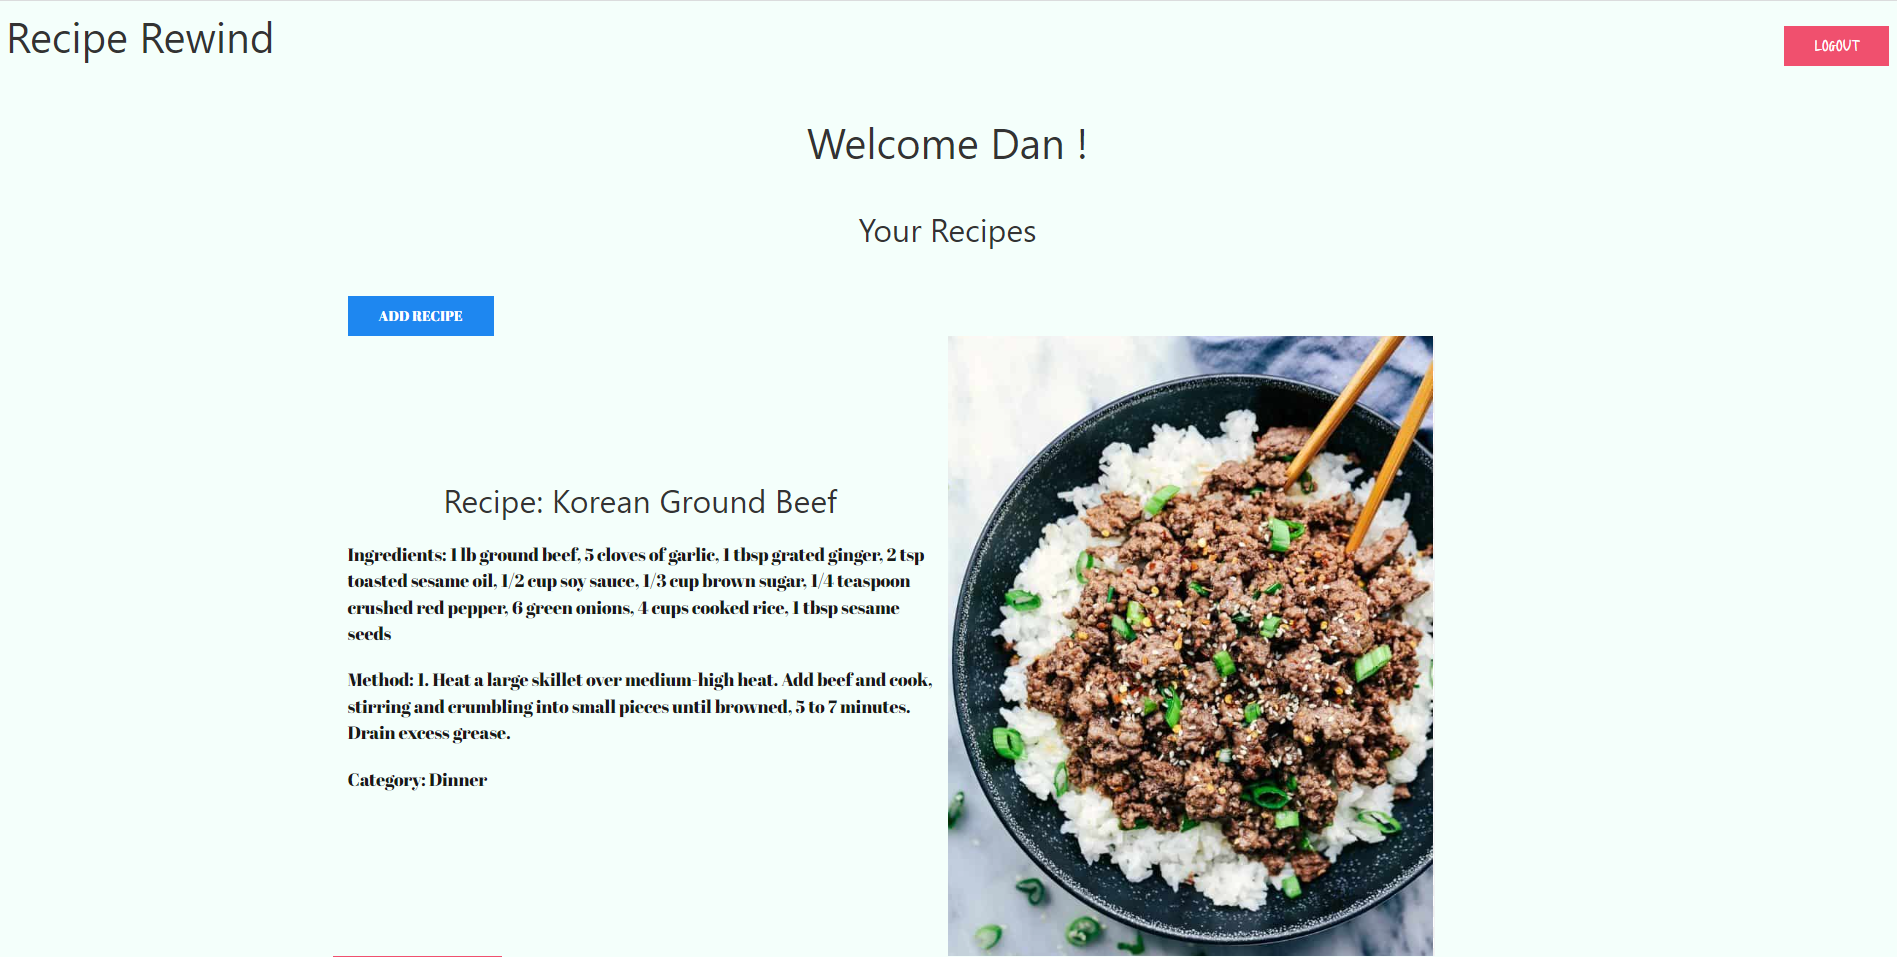 Recipe Rewind
LOGOUT
Welcome Dan !
Your Recipes
ADD RECIPE
Recipe: Korean Ground Beef
Ingredients: 1 lb ground beef, 5 cloves of garlic, 1 tbsp grated ginger, 2 tsp
toasted sesame oil, 1/2 cup soy sauce, 1/3 cup brown sugar, 1/4 teaspoon
crushed red pepper, 6 green onions, 4 cups cooked rice, 1 tbsp sesame
seeds
Method: 1. Heat a large skillet over medium-high heat. Add beef and cook,
stirring and crumbling into small pieces until browned, 5 to 7 minutes.
Drain excess grease.
Category: Dinner